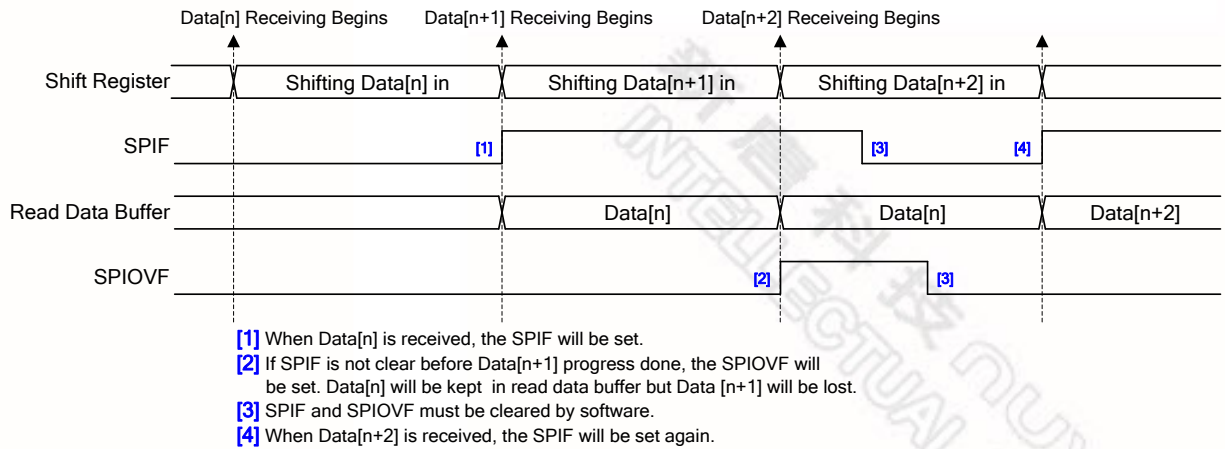 Data[n] Receiving Begins Data[n+1] Receiving Begins Data[n+2] Receiveing Begins
Shift Register Shifting Data[n] in Shifting Data[n+1] in Shifting Data[n+2] in
SPIF [1] [3] [4]
Read Data Buffer Data[n] Data[n] Data[n+2]
SPIOVF [2] [3]
[1] When Data[n] is received, the SPIF will be set.
[2] If SPIF is not clear before Data[n+1] progress done, the SPIOVF will
be set. Data[n] will be kept in read data buffer but Data [n+1] will be lost.
[3] SPIF and SPIOVF must be cleared by software.
[4] When Data[n+2] is received, the SPIF will be set again.
新唐科技
INTELLECTUAL